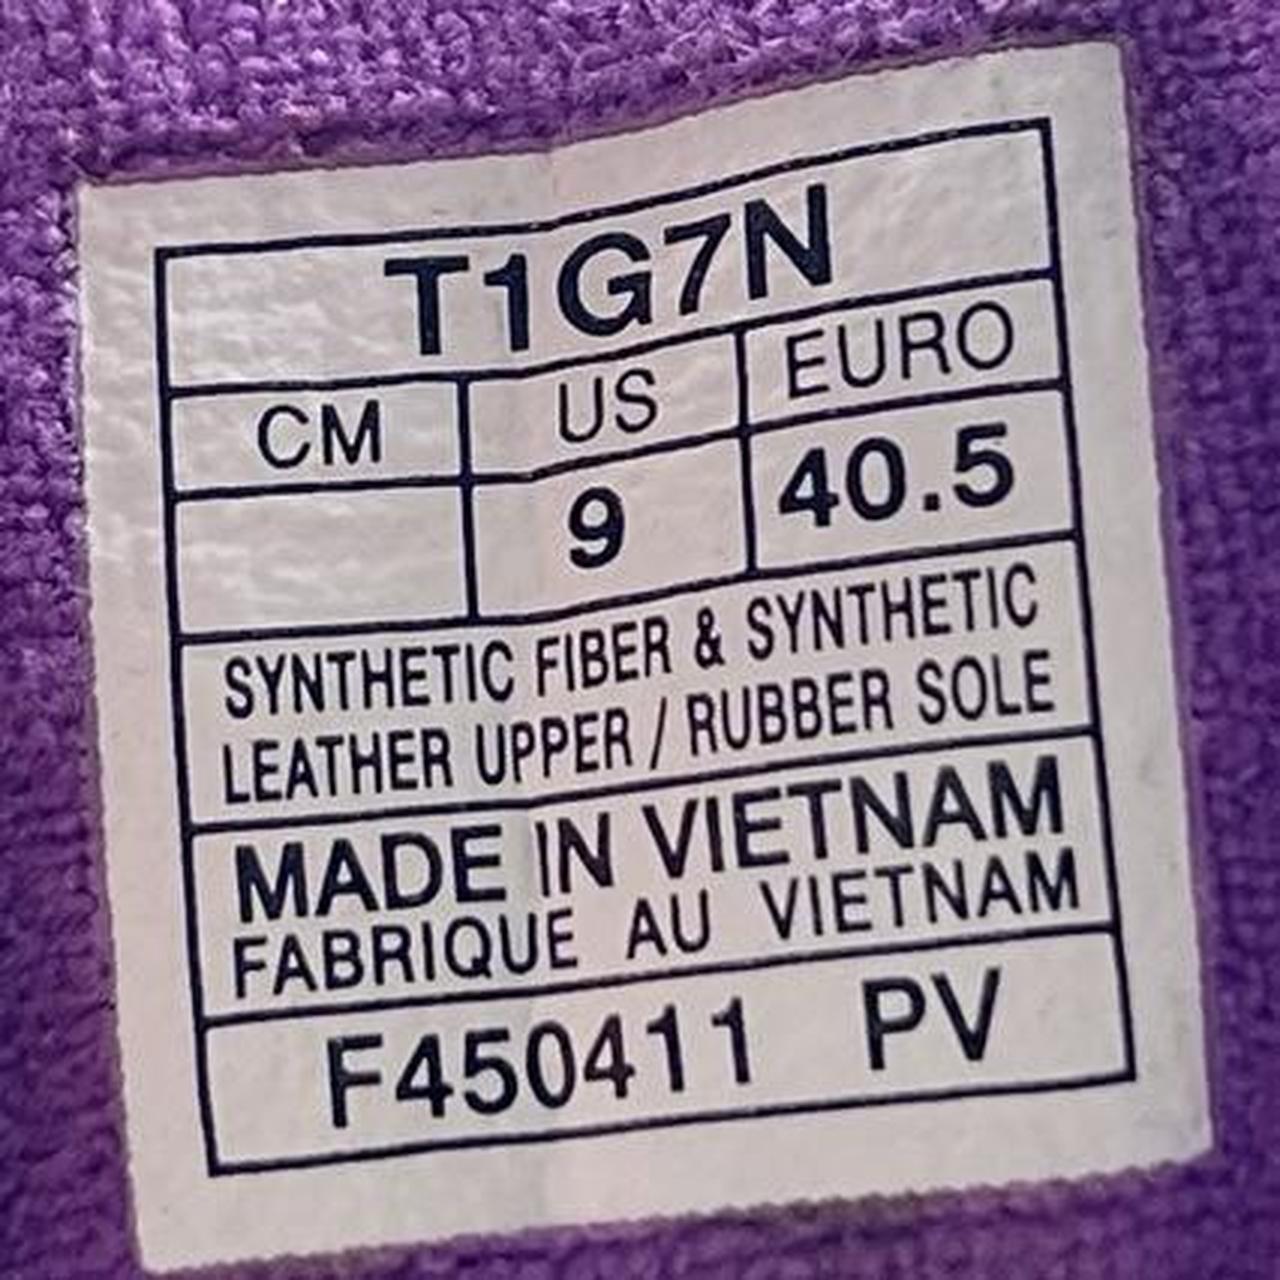 T1G7N
CM US EURO
9 40.5
SYNTHETIC FIBER & SYNTHETIC
LEATHER UPPER / RUBBER SOLE
MADE IN VIETNAM
FABRIQUE AU VIETNAM
F450411 PV